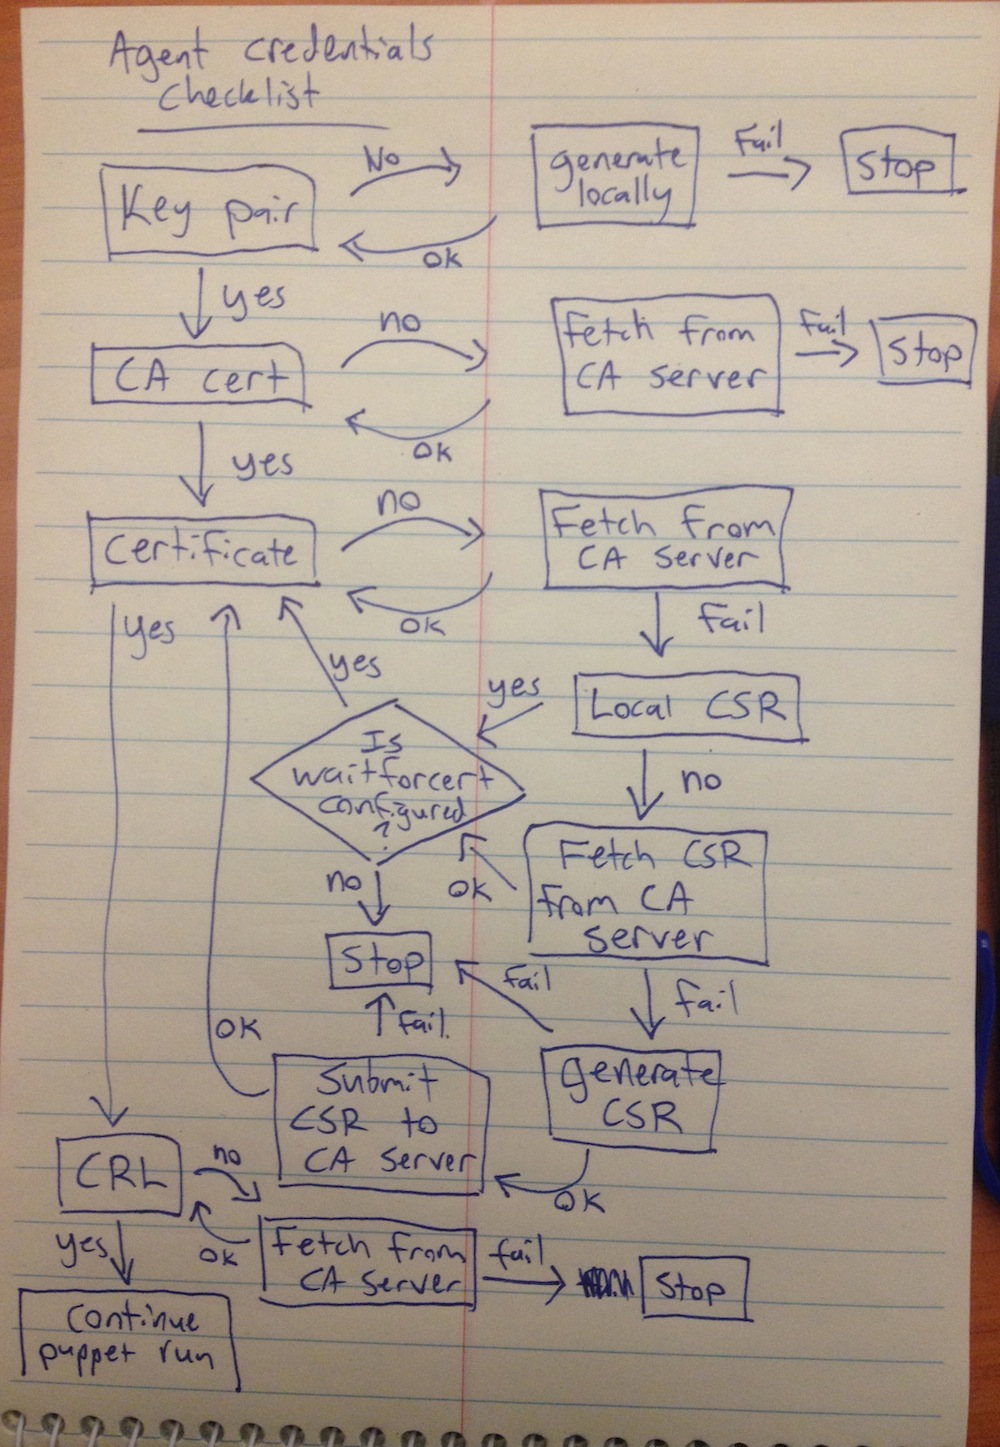 Agent credentials
checklist
Key pair
No
generate
locally
Fail
Stop
OK
yes
CA cert
no
Fetch from
CA server
Fail
Stop
OK
yes
Certificate
no
Fetch from
CA server
OK
Fail
yes
yes
Local CSR
yes
Is
waitforcert
configured
?
no
Fetch CSR
from CA
server
OK
no
Stop
fail
fail
fail.
OK
generate
CSR
Submit
CSR to
CA server
OK
CRL
no
OK
Fetch from
CA server
fail
Stop
yes
Continue
puppet run